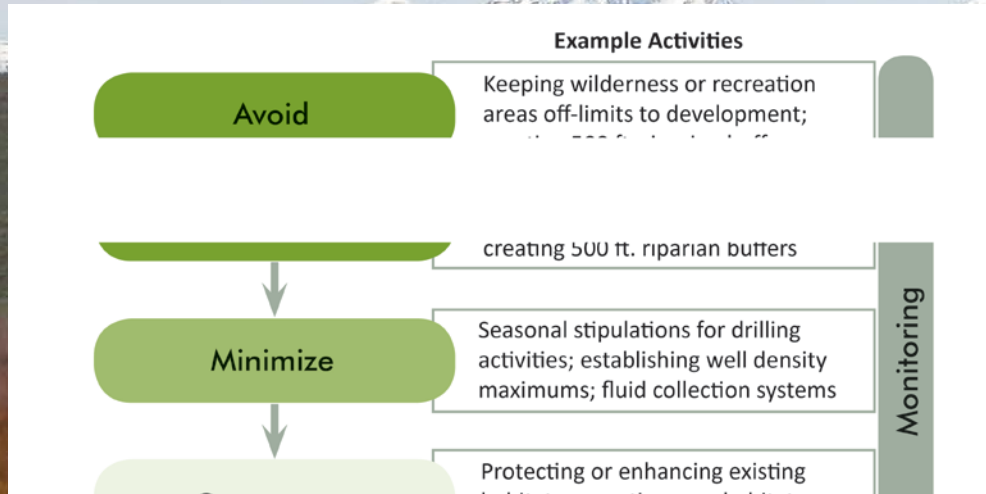 Example Activities
Avoid
Keeping wilderness or recreation
areas off-limits to development;
creating 500 ft. riparian buffers
Minimize
Seasonal stipulations for drilling
activities; establishing well density
maximums; fluid collection systems
Monitoring
Protecting or enhancing existing